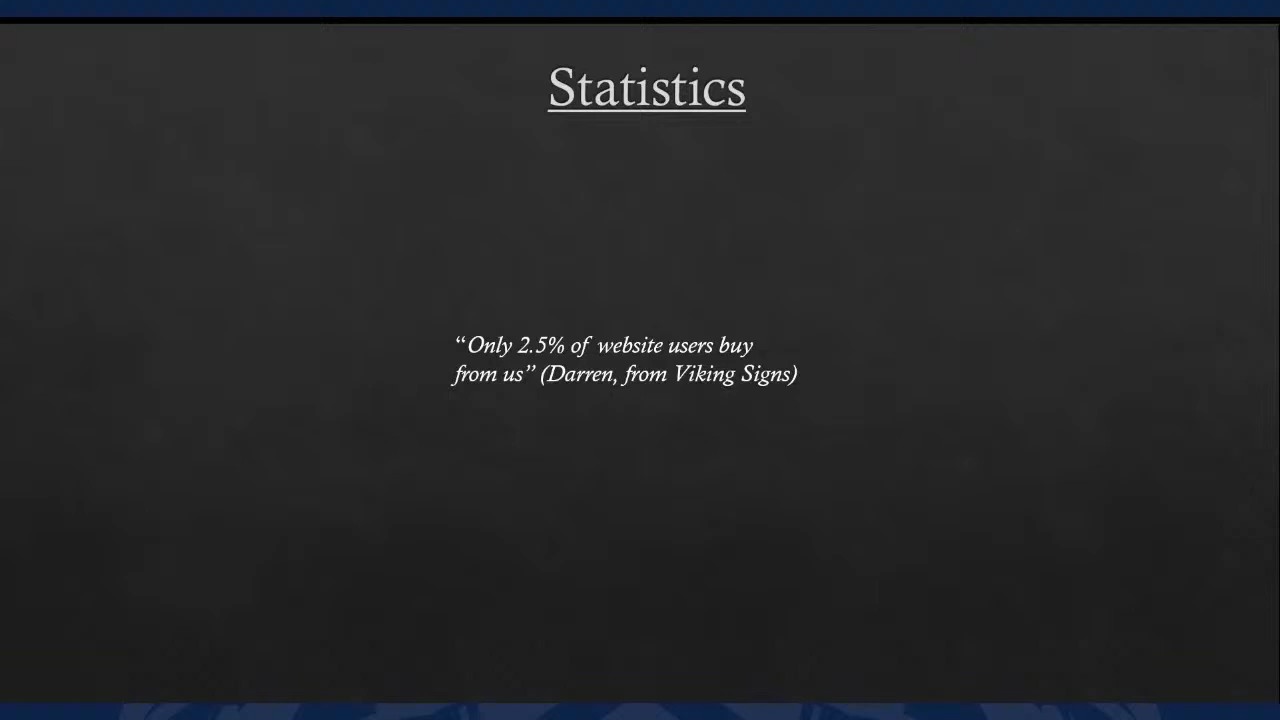 Statistics
“Only 2.5% of website users buy
from us” (Darren, from Viking Signs)